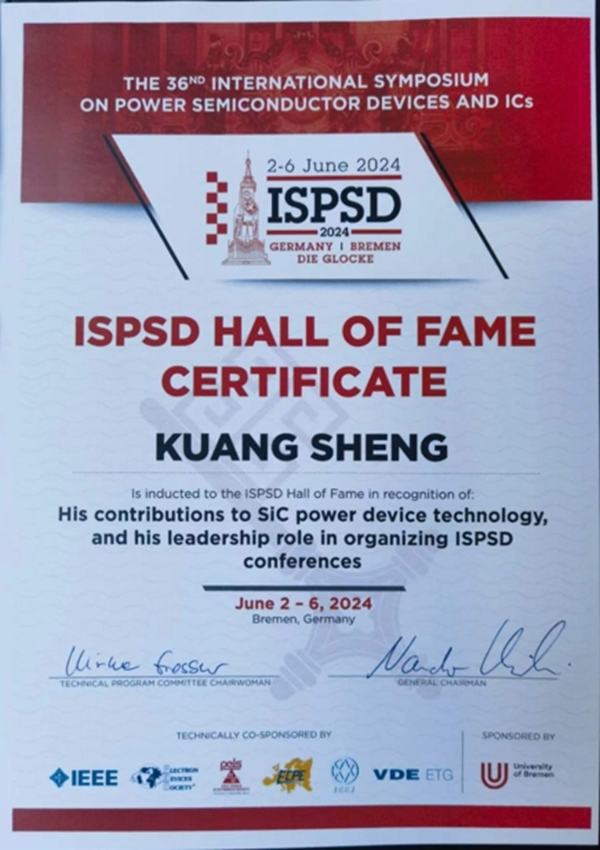 THE 36ND INTERNATIONAL SYMPOSIUM
ON POWER SEMICONDUCTOR DEVICES AND ICs
2-6 June 2024
ISPSD
2024
GERMANY | BREMEN
DIE GLOCKE
ISPSD HALL OF FAME
CERTIFICATE
KUANG SHENG
Is inducted to the ISPSD Hall of Fame in recognition of:
His contributions to SiC power device technology,
and his leadership role in organizing ISPSD
conferences
June 2 – 6, 2024
Bremen, Germany
TECHNICAL PROGRAM COMMITTEE CHAIRWOMAN
GENERAL CHAIRMAN
TECHNICALLY CO-SPONSORED BY
SPONSORED BY
IEEE
ELECTRON
DEVICES
SOCIETY
pels
ECPE
VDE ETG
University
of Bremen